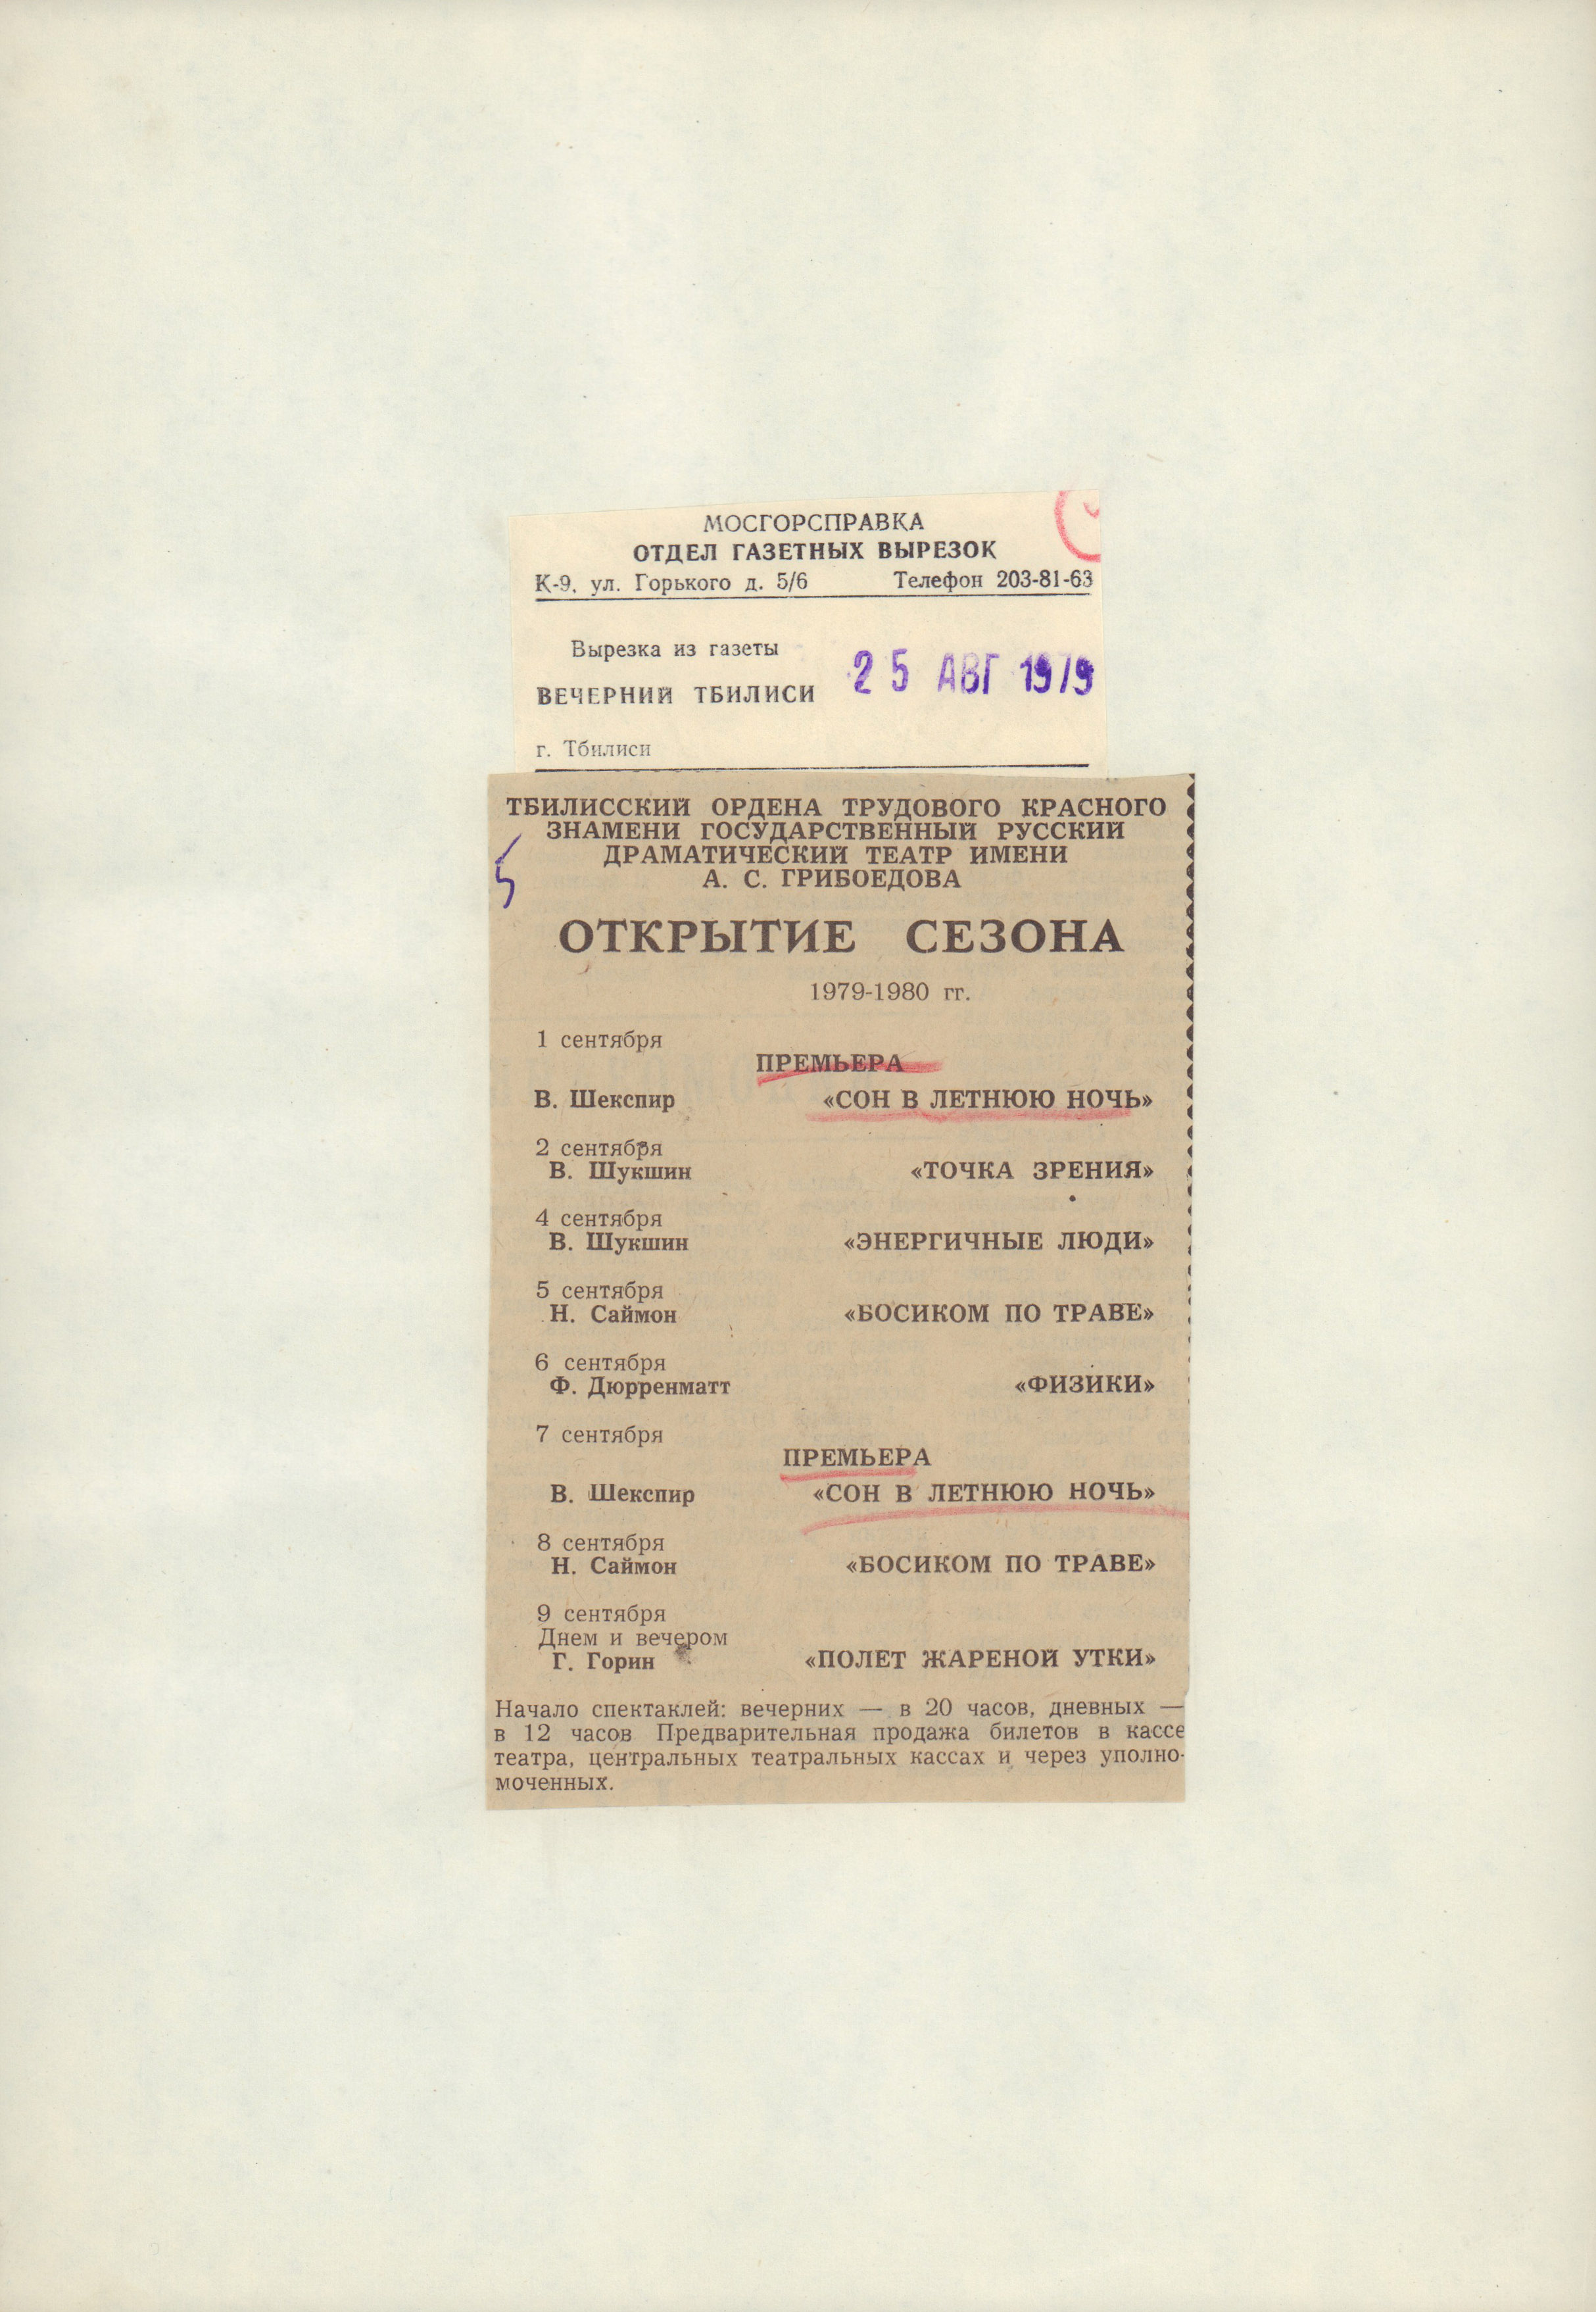 МОСГОРСПРАВКА
ОТДЕЛ ГАЗЕТНЫХ ВЫРЕЗОК
К-9, ул. Горького д. 5/6 Телефон 203-81-63
Вырезка из газеты
ВЕЧЕРНИЙ ТБИЛИСИ
25 АВГ 1979
г. Тбилиси
ТБИЛИССКИЙ ОРДЕНА ТРУДОВОГО КРАСНОГО
ЗНАМЕНИ ГОСУДАРСТВЕННЫЙ РУССКИЙ
ДРАМАТИЧЕСКИЙ ТЕАТР ИМЕНИ
А. С. ГРИБОЕДОВА
ОТКРЫТИЕ СЕЗОНА
1979-1980 гг.
1 сентября
ПРЕМЬЕРА
В. Шекспир «СОН В ЛЕТНЮЮ НОЧЬ»
2 сентября
В. Шукшин «ТОЧКА ЗРЕНИЯ»
4 сентября
В. Шукшин «ЭНЕРГИЧНЫЕ ЛЮДИ»
5 сентября
Н. Саймон «БОСИКОМ ПО ТРАВЕ»
6 сентября
Ф. Дюрренматт «ФИЗИКИ»
7 сентября
ПРЕМЬЕРА
В. Шекспир «СОН В ЛЕТНЮЮ НОЧЬ»
8 сентября
Н. Саймон «БОСИКОМ ПО ТРАВЕ»
9 сентября
Днем и вечером
Г. Горин «ПОЛЕТ ЖАРЕНОЙ УТКИ»
Начало спектаклей: вечерних — в 20 часов, дневных —
в 12 часов Предварительная продажа билетов в кассе
театра, центральных театральных кассах и через уполно-
моченных.